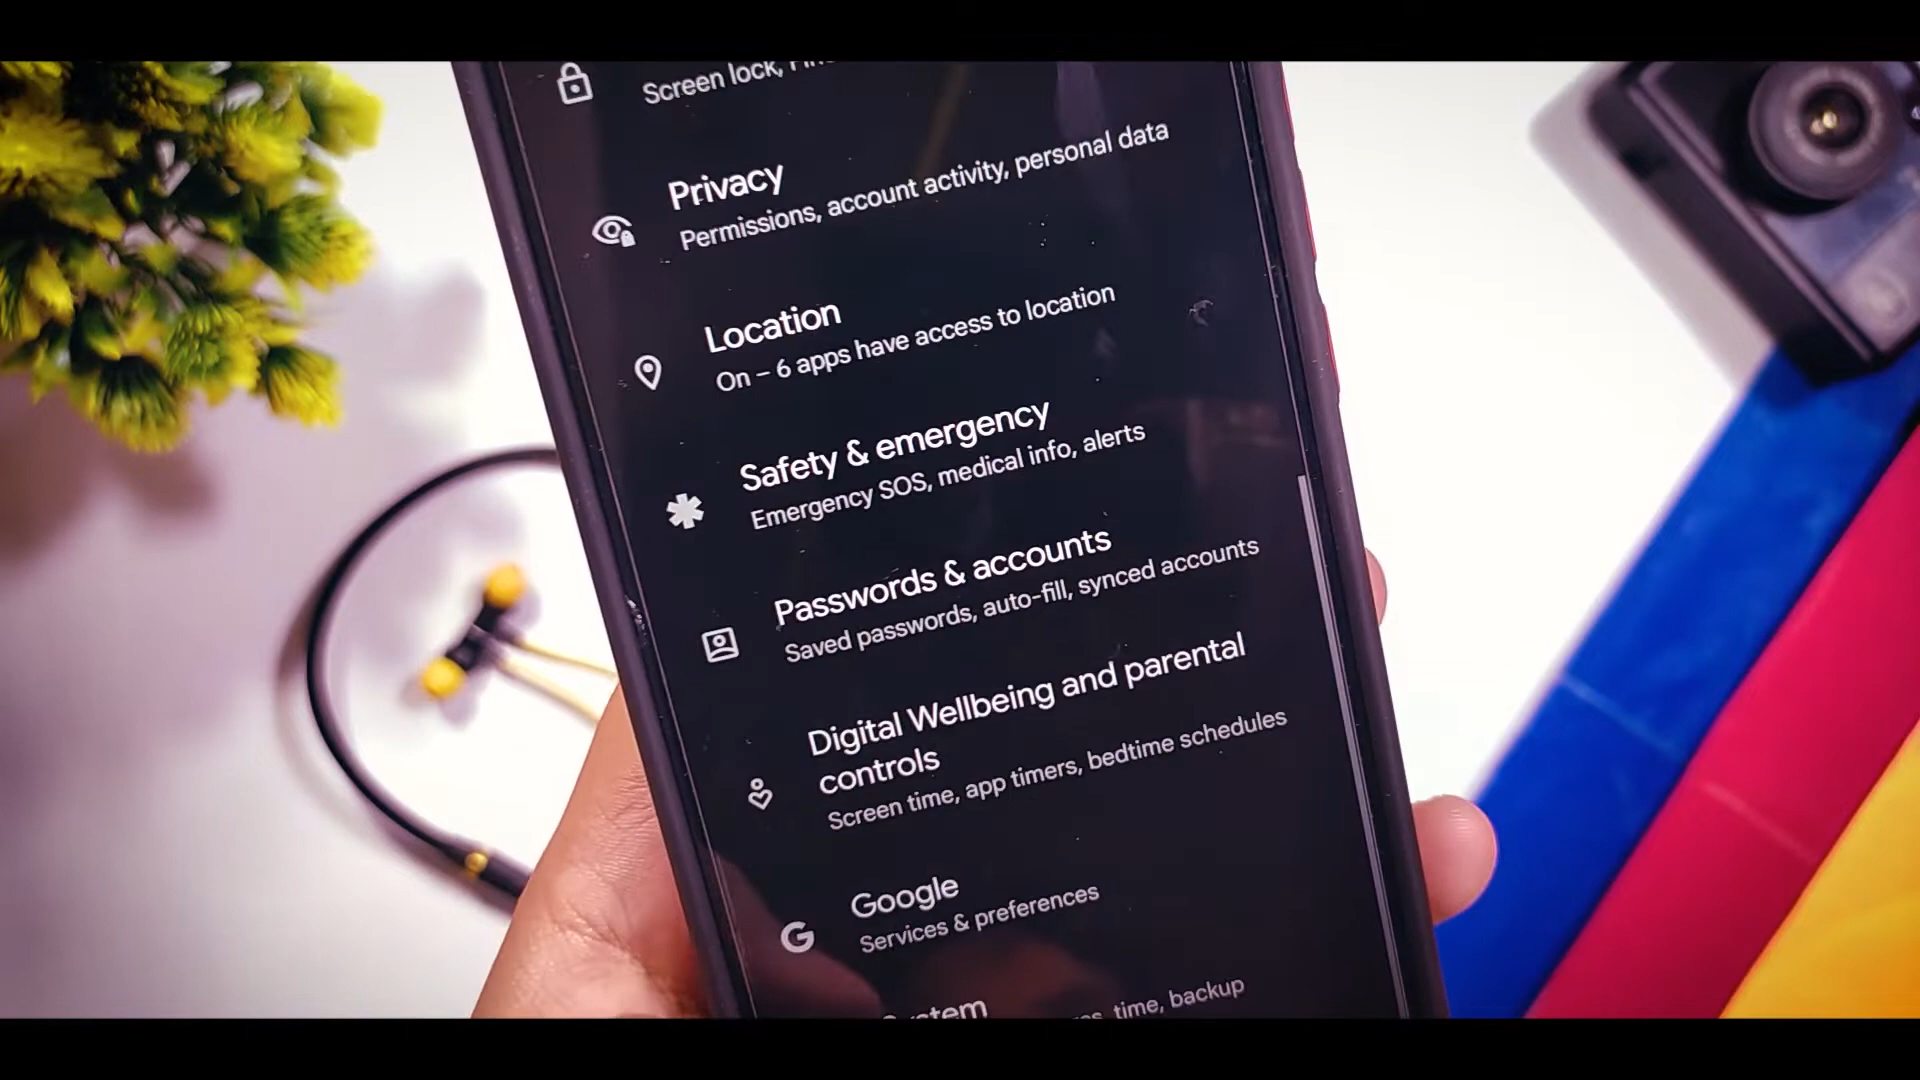 Screen lock,
Privacy
Permissions, account activity, personal data
Location
On – 6 apps have access to location
Safety & emergency
Emergency SOS, medical info, alerts
Passwords & accounts
Saved passwords, auto-fill, synced accounts
Digital Wellbeing and parental
controls
Screen time, app timers, bedtime schedules
Google
Services & preferences
System
time, backup